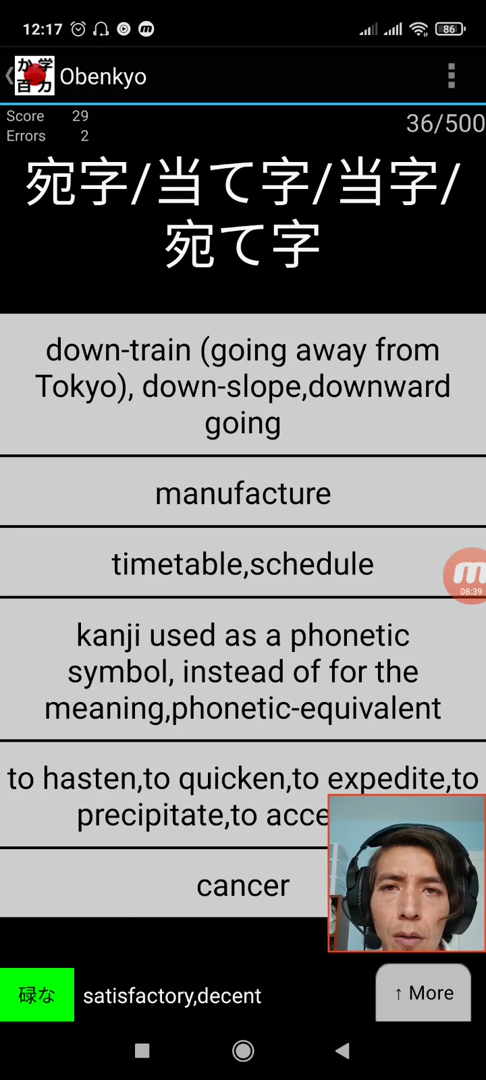 12:17 86
Obenkyo
Score 29
Errors 2
36/500
宛字/当て字/当字/
宛て字
down-train (going away from
Tokyo), down-slope,downward
going
manufacture
timetable,schedule
08:39
kanji used as a phonetic
symbol, instead of for the
meaning,phonetic-equivalent
to hasten,to quicken,to expedite,to
precipitate,to acce
cancer
碌な satisfactory,decent
↑ More